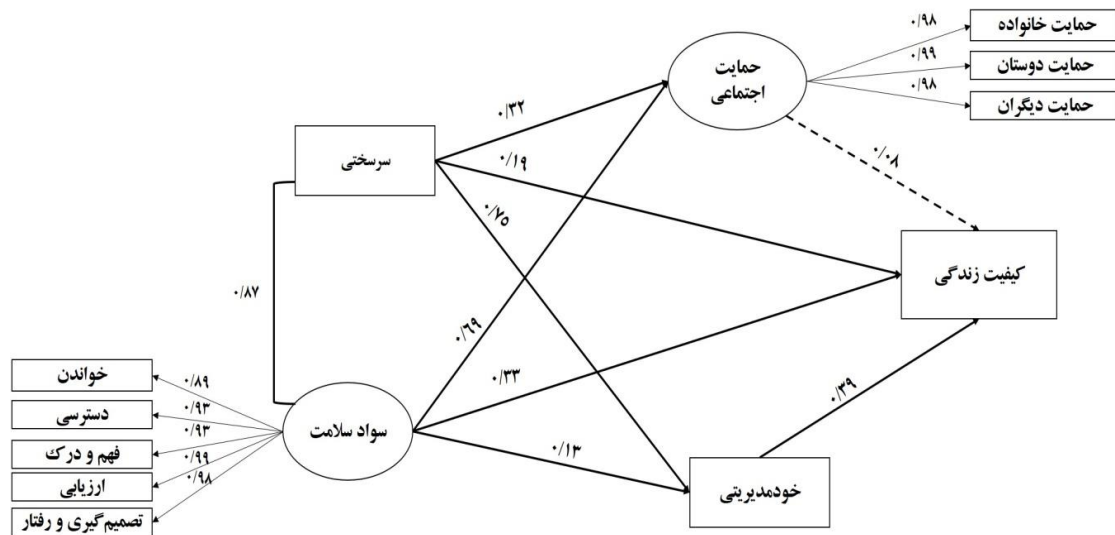 ۰/۹۸
حمایت خانواده
حمایت
اجتماعی
۰/۹۹
حمایت دوستان
۰/۹۸
حمایت دیگران
۰/۳۲
سرسختی
۰/۱۹
۰/۰۸
۰/۷۵
کیفیت زندگی
۰/۸۷
۰/۶۹
۰/۳۳
۰/۳۹
خواندن
۰/۸۹
دسترسی
۰/۹۳
سواد سلامت
فهم و درک
۰/۹۳
۰/۱۳
ارزیابی
۰/۹۹
خودمدیریتی
تصمیم‌گیری و رفتار
۰/۹۸